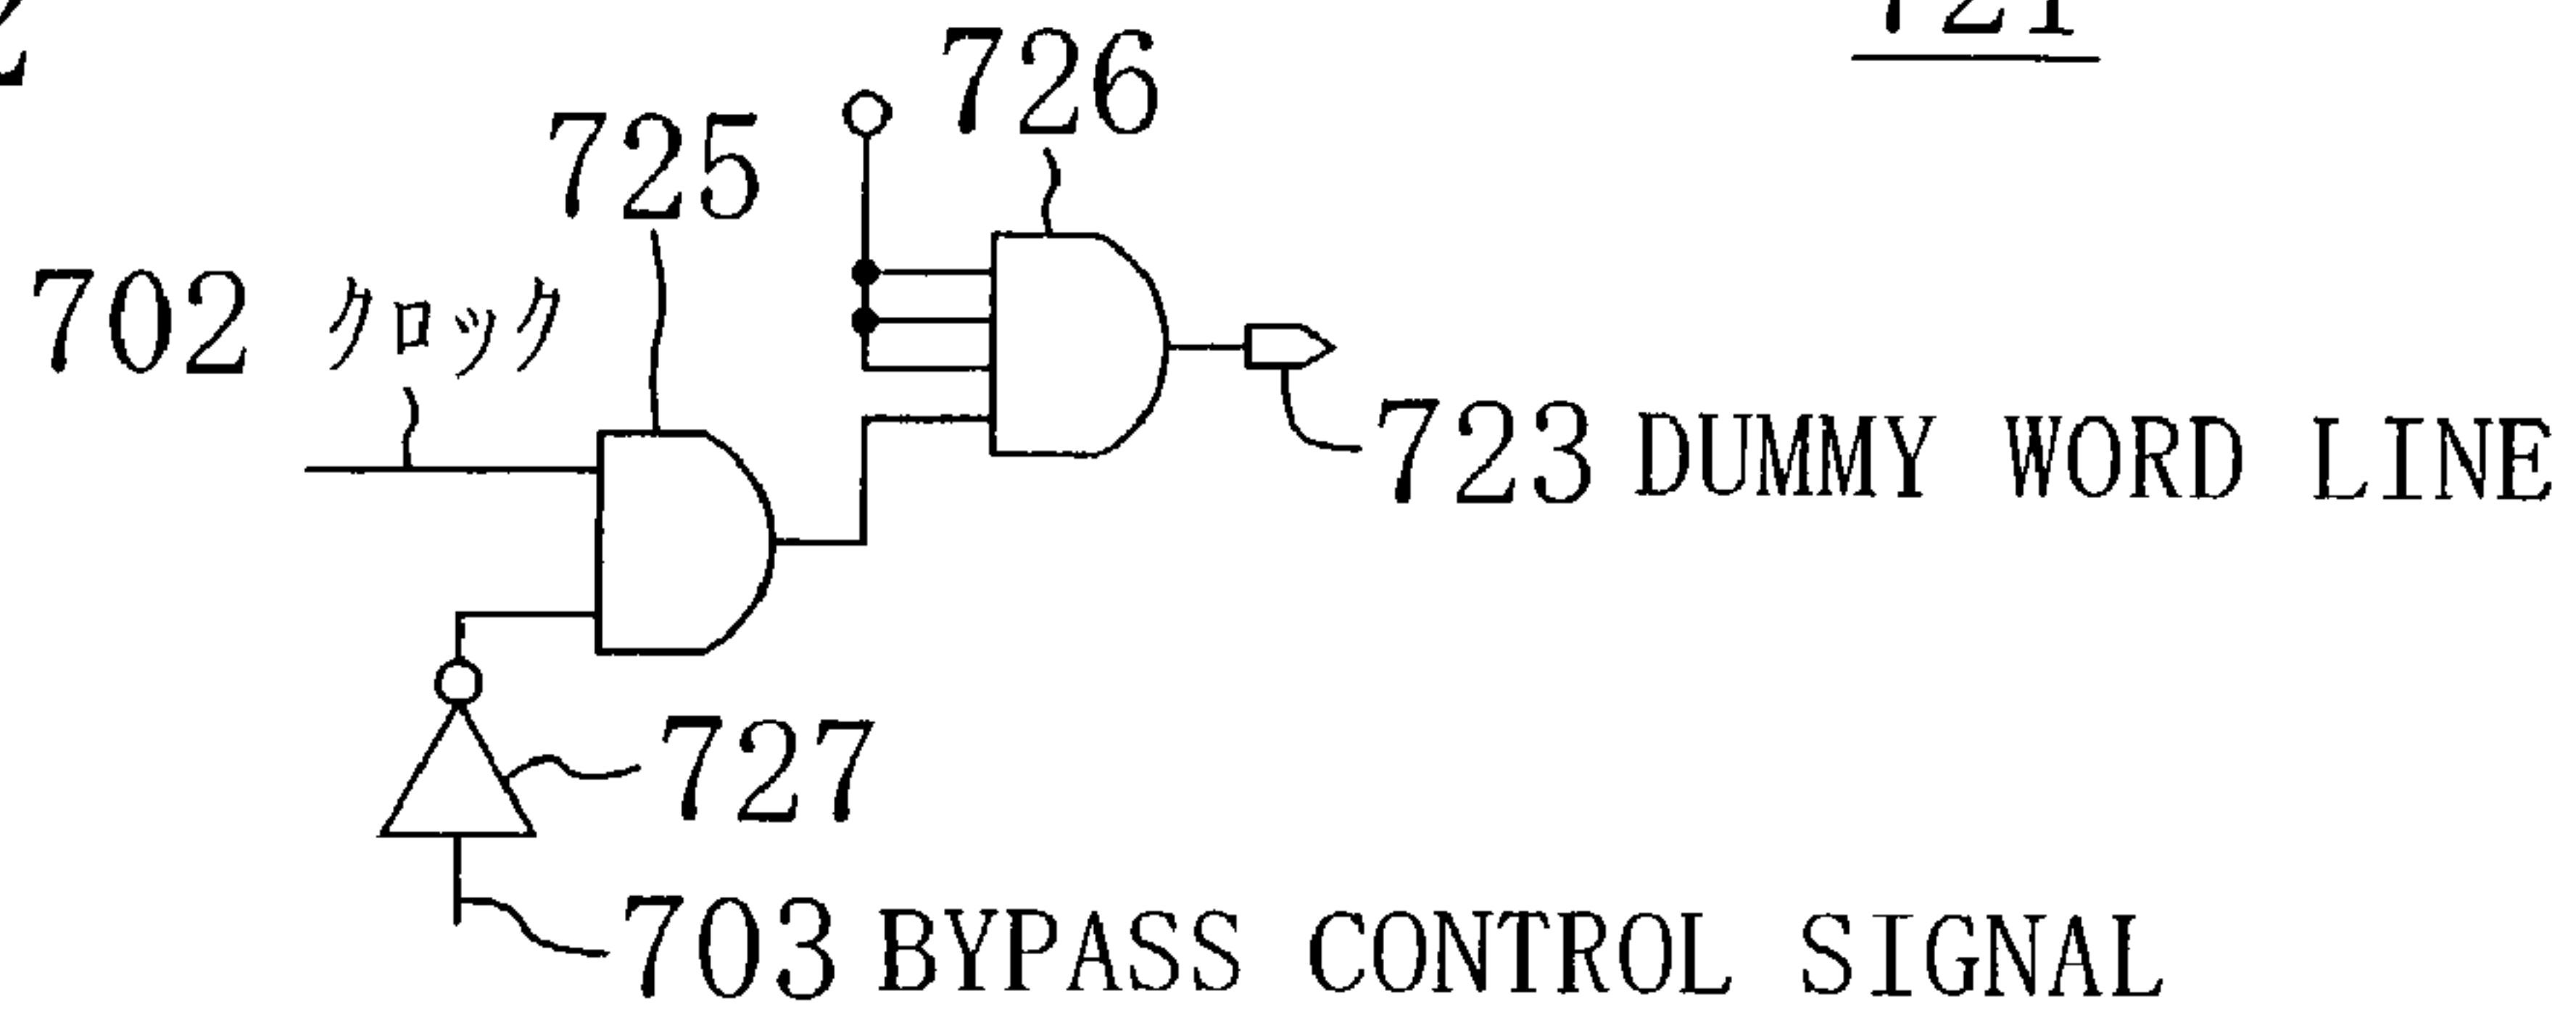 726
725
702 クロック
723 DUMMY WORD LINE
727
703 BYPASS CONTROL SIGNAL